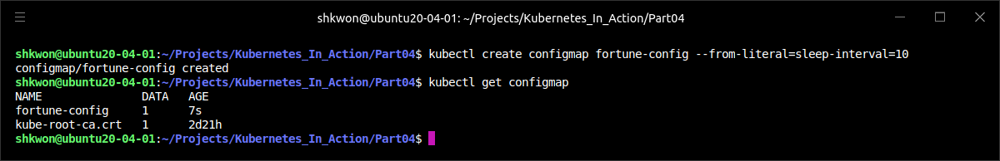 shkwon@ubuntu20-04-01: ~/Projects/Kubernetes_In_Action/Part04
shkwon@ubuntu20-04-01:~/Projects/Kubernetes_In_Action/Part04$ kubectl create configmap fortune-config --from-literal=sleep-interval=10
configmap/fortune-config created
shkwon@ubuntu20-04-01:~/Projects/Kubernetes_In_Action/Part04$ kubectl get configmap
NAME               DATA   AGE
fortune-config     1      7s
kube-root-ca.crt   1      2d21h
shkwon@ubuntu20-04-01:~/Projects/Kubernetes_In_Action/Part04$